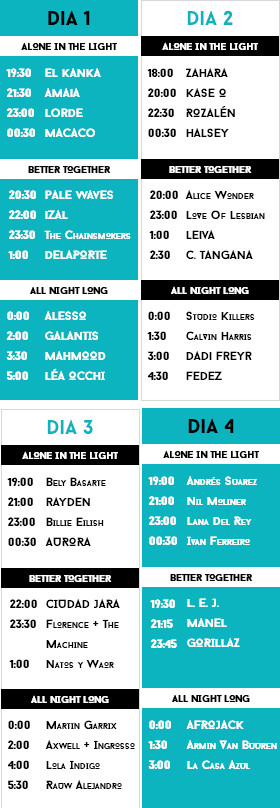 DIA 1
ALONE IN THE LIGHT
19:30 EL KANKA
21:30 AMAIA
23:00 LORDE
00:30 MACACO
BETTER TOGETHER
20:30 PALE WAVES
22:00 IZAL
23:30 The Chainsmokers
1:00 DELAPORTE
ALL NIGHT LONG
0:00 ALESSO
2:00 GALANTIS
3:30 MAHMOOD
5:00 LÉA OCCHI
DIA 2
ALONE IN THE LIGHT
18:00 ZAHARA
20:00 KASE O
22:30 ROZALÉN
00:30 HALSEY
BETTER TOGETHER
20:00 Alice Wonder
23:00 Love Of Lesbian
1:00 LEIVA
2:30 C. TANGANA
ALL NIGHT LONG
0:00 Studio Killers
1:30 Calvin Harris
3:00 DADI FREYR
4:30 FEDEZ
DIA 3
ALONE IN THE LIGHT
19:00 Bely Basarte
21:00 RAYDEN
23:00 Billie Eilish
00:30 AURORA
BETTER TOGETHER
22:00 CIUDAD JARA
23:30 Florence + The
Machine
1:00 Natos y Waor
ALL NIGHT LONG
0:00 Martin Garrix
2:00 Axwell + Ingrosso
4:00 Lola Indigo
5:30 Rauw Alejandro
DIA 4
ALONE IN THE LIGHT
19:00 Andrés Suarez
21:00 Nil Moliner
23:00 Lana Del Rey
00:30 Ivan Ferreiro
BETTER TOGETHER
19:30 L. E. J.
21:15 MANEL
23:45 GORILLAZ
ALL NIGHT LONG
0:00 AFROJACK
1:30 Armin Van Buuren
3:00 La Casa Azul